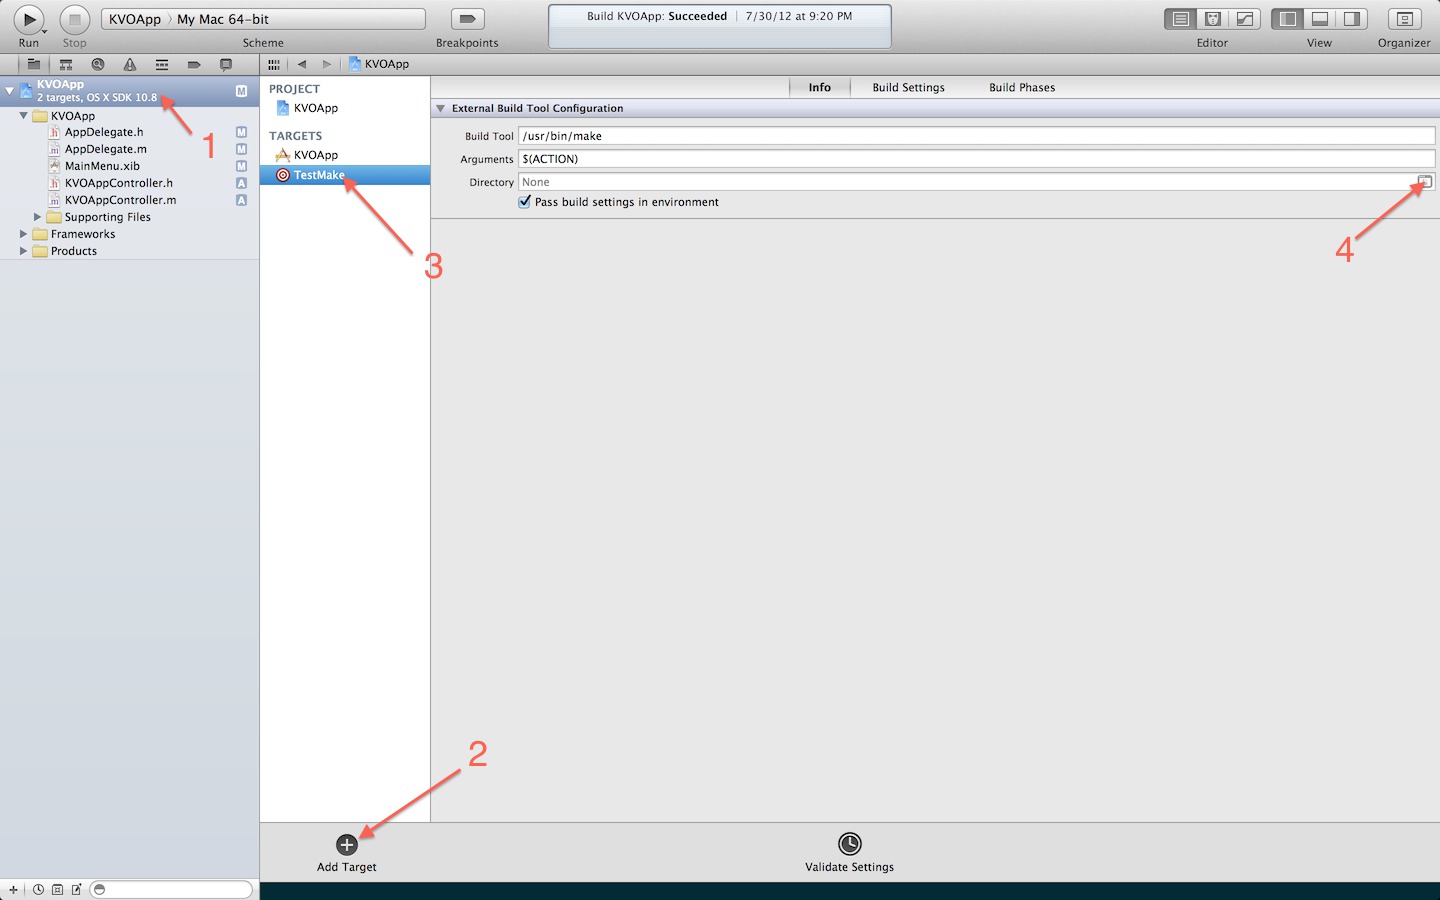 KVOApp 〉 My Mac 64-bit
Build KVOApp: Succeeded | 7/30/12 at 9:20 PM
Run
Stop
Scheme
Breakpoints
Editor
View
Organizer
KVOApp
KVOApp
2 targets, OS X SDK 10.8
M
1
KVOApp
AppDelegate.h
M
AppDelegate.m
M
MainMenu.xib
M
KVOAppController.h
A
KVOAppController.m
A
Supporting Files
Frameworks
Products
PROJECT
KVOApp
TARGETS
KVOApp
TestMake
3
Info
Build Settings
Build Phases
External Build Tool Configuration
Build Tool
/usr/bin/make
Arguments
$(ACTION)
Directory
None
Pass build settings in environment
4
2
Add Target
Validate Settings